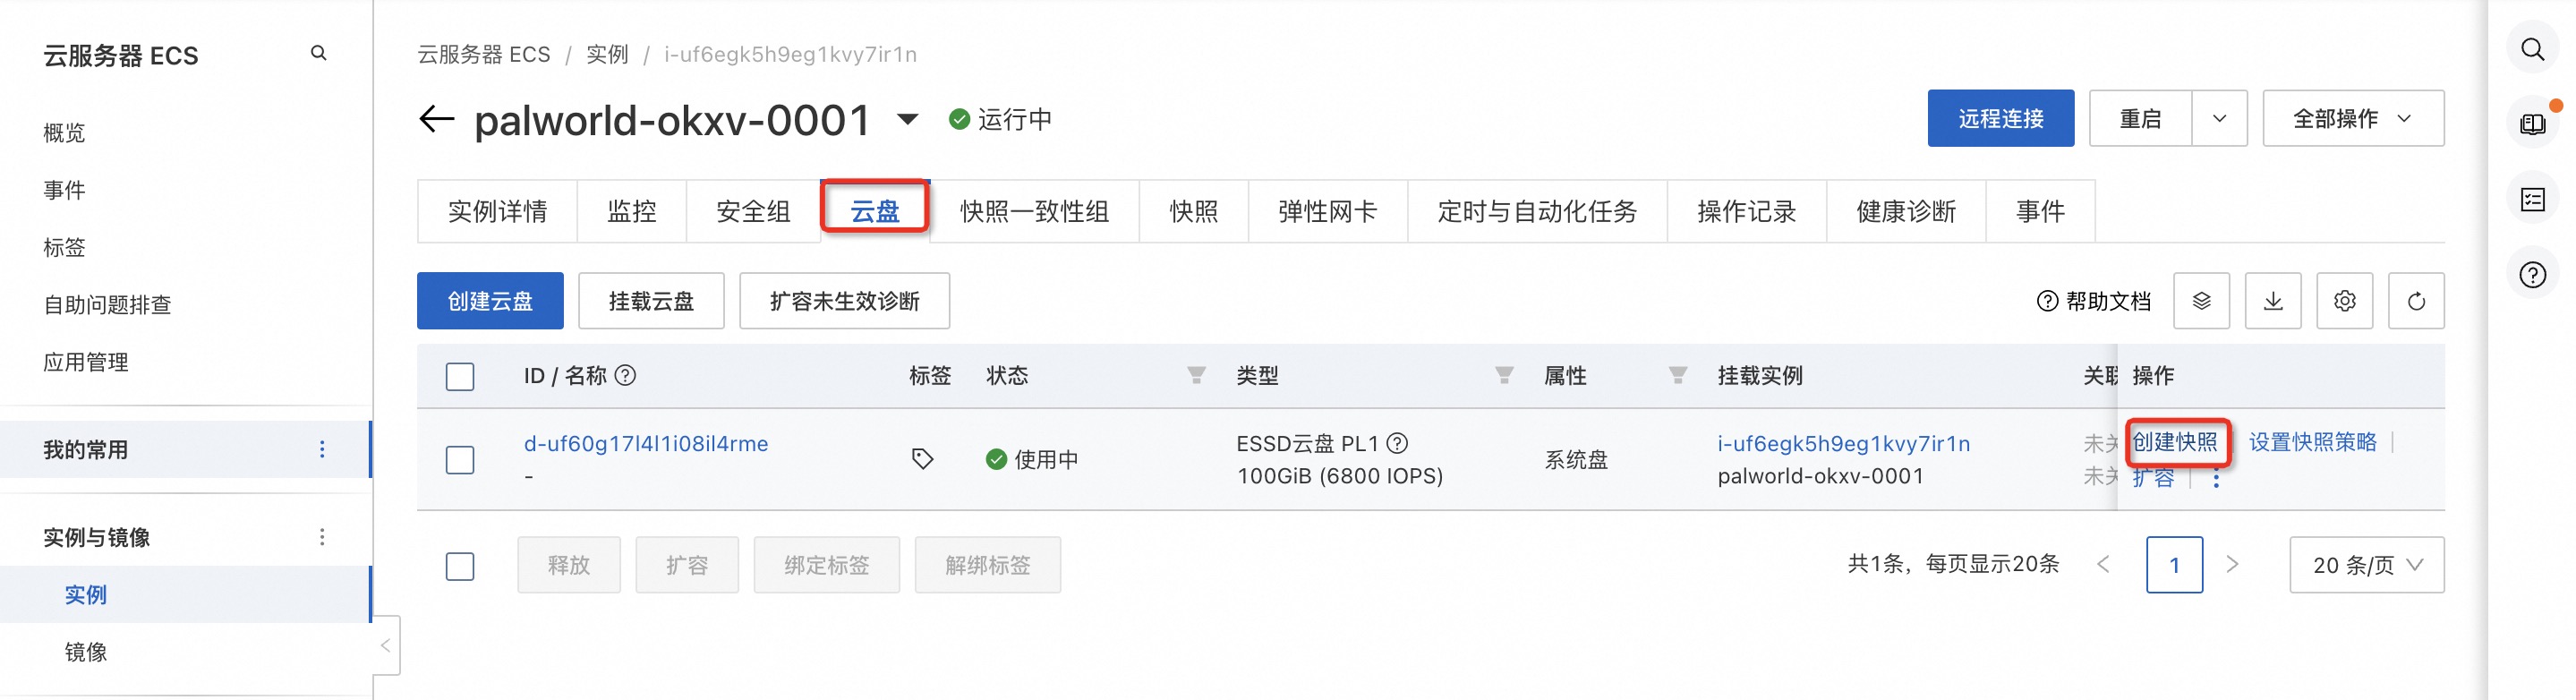 云服务器 ECS
概览
事件
标签
自助问题排查
应用管理
我的常用
实例与镜像
实例
镜像
云服务器 ECS / 实例 / i-uf6egk5h9eg1kvy7ir1n
palworld-okxv-0001 运行中
远程连接 重启 全部操作
实例详情 监控 安全组 云盘 快照一致性组 快照 弹性网卡 定时与自动化任务 操作记录 健康诊断 事件
创建云盘 挂载云盘 扩容未生效诊断 帮助文档
ID / 名称 标签 状态 类型 属性 挂载实例 关联 操作
d-uf60g17l4l1i08il4rme
-
使用中
ESSD云盘 PL1
100GiB (6800 IOPS)
系统盘
i-uf6egk5h9eg1kvy7ir1n
palworld-okxv-0001
未关
未关
创建快照 设置快照策略
扩容
释放 扩容 绑定标签 解绑标签 共1条，每页显示20条 1 20 条/页